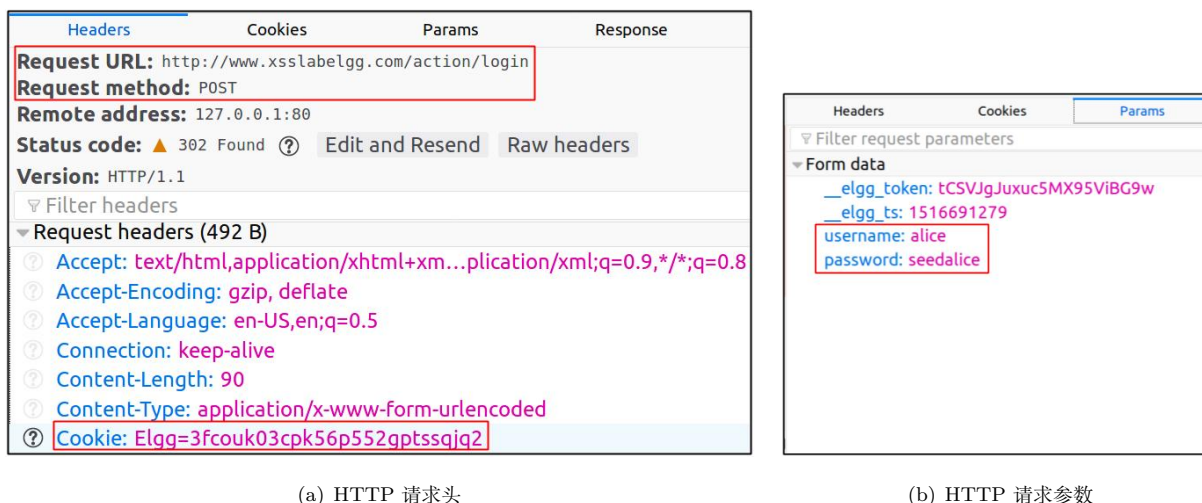 Headers Cookies Params Response
Request URL: http://www.xsslabelgg.com/action/login
Request method: POST
Remote address: 127.0.0.1:80
Status code: 302 Found ? Edit and Resend Raw headers
Version: HTTP/1.1
Filter headers
Request headers (492 B)
? Accept: text/html,application/xhtml+xm…plication/xml;q=0.9,*/*;q=0.8
? Accept-Encoding: gzip, deflate
? Accept-Language: en-US,en;q=0.5
? Connection: keep-alive
? Content-Length: 90
? Content-Type: application/x-www-form-urlencoded
? Cookie: Elgg=3fcouk03cpk56p552gptssqjq2
(a) HTTP 请求头
Headers Cookies Params
Filter request parameters
Form data
__elgg_token: tCSVJgJuxuc5MX95ViBG9w
__elgg_ts: 1516691279
username: alice
password: seedalice
(b) HTTP 请求参数